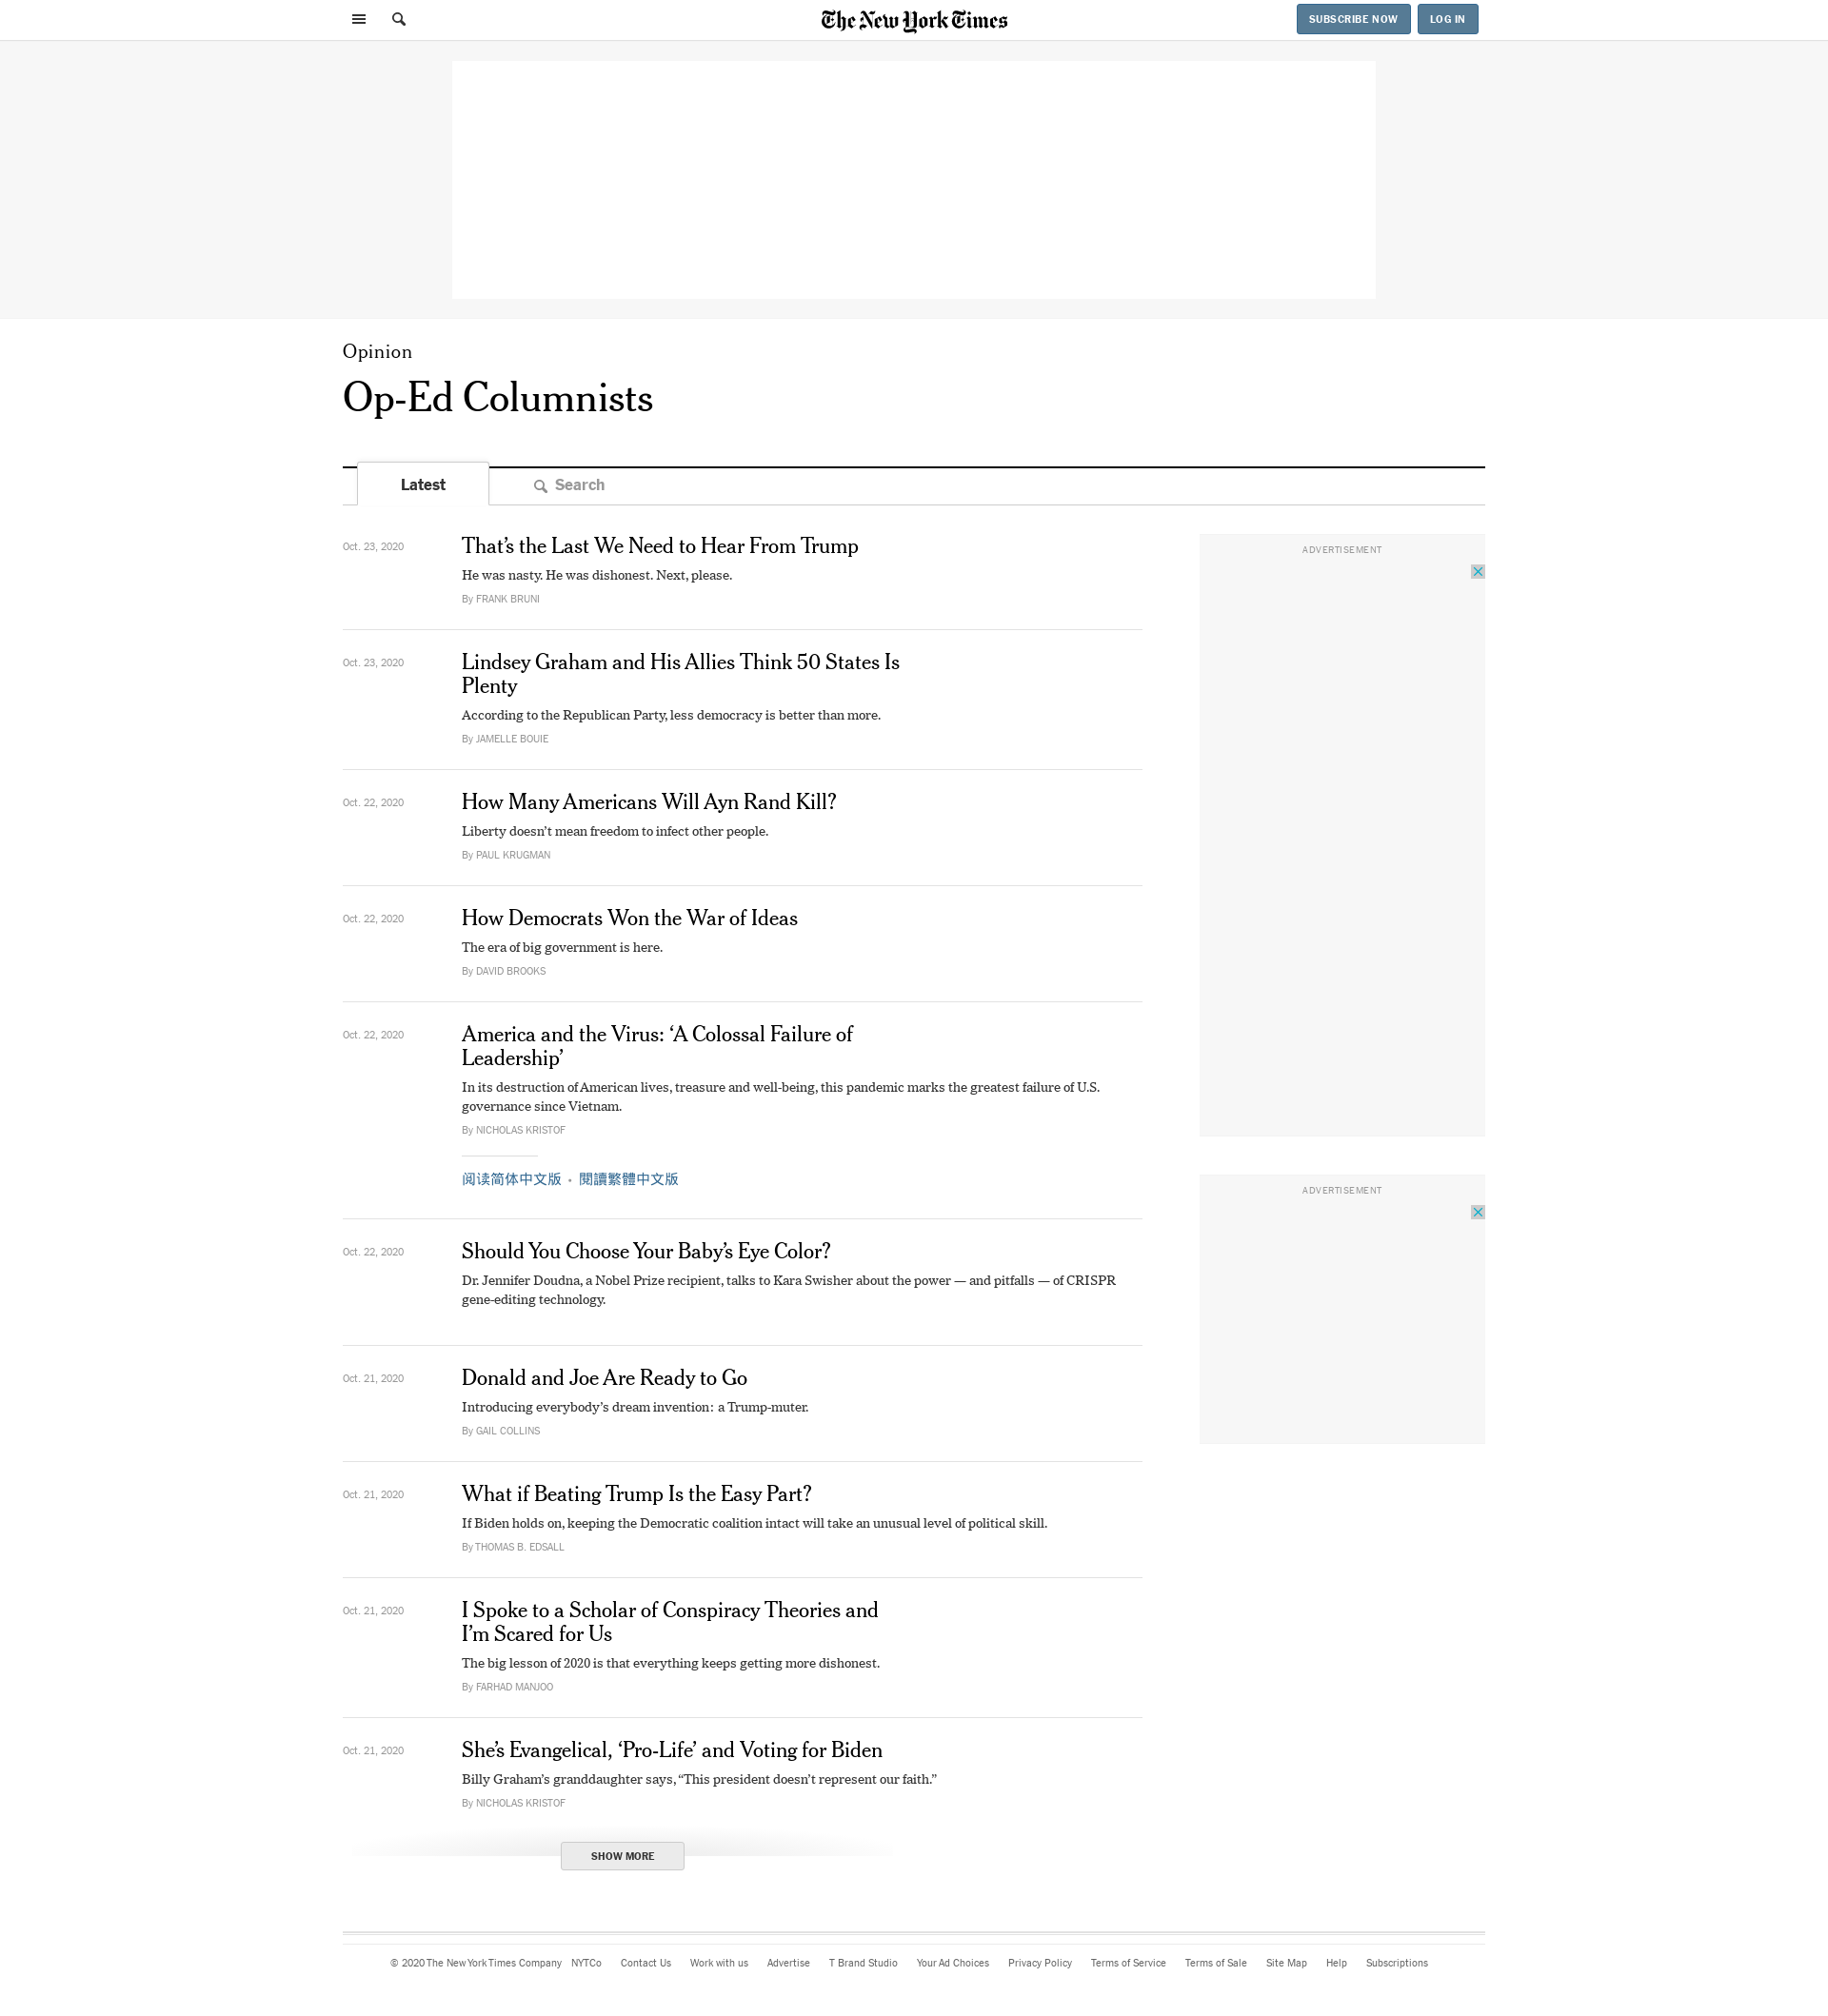 The New York Times
SUBSCRIBE NOW
LOG IN
Opinion
Op-Ed Columnists
Latest
Search
Oct. 23, 2020
That’s the Last We Need to Hear From Trump
He was nasty. He was dishonest. Next, please.
By FRANK BRUNI
Oct. 23, 2020
Lindsey Graham and His Allies Think 50 States Is
Plenty
According to the Republican Party, less democracy is better than more.
By JAMELLE BOUIE
Oct. 22, 2020
How Many Americans Will Ayn Rand Kill?
Liberty doesn’t mean freedom to infect other people.
By PAUL KRUGMAN
Oct. 22, 2020
How Democrats Won the War of Ideas
The era of big government is here.
By DAVID BROOKS
Oct. 22, 2020
America and the Virus: ‘A Colossal Failure of
Leadership’
In its destruction of American lives, treasure and well-being, this pandemic marks the greatest failure of U.S.
governance since Vietnam.
By NICHOLAS KRISTOF
阅读简体中文版 • 閱讀繁體中文版
Oct. 22, 2020
Should You Choose Your Baby’s Eye Color?
Dr. Jennifer Doudna, a Nobel Prize recipient, talks to Kara Swisher about the power — and pitfalls — of CRISPR
gene-editing technology.
Oct. 21, 2020
Donald and Joe Are Ready to Go
Introducing everybody’s dream invention: a Trump-muter.
By GAIL COLLINS
Oct. 21, 2020
What if Beating Trump Is the Easy Part?
If Biden holds on, keeping the Democratic coalition intact will take an unusual level of political skill.
By THOMAS B. EDSALL
Oct. 21, 2020
I Spoke to a Scholar of Conspiracy Theories and
I’m Scared for Us
The big lesson of 2020 is that everything keeps getting more dishonest.
By FARHAD MANJOO
Oct. 21, 2020
She’s Evangelical, ‘Pro-Life’ and Voting for Biden
Billy Graham’s granddaughter says, “This president doesn’t represent our faith.”
By NICHOLAS KRISTOF
SHOW MORE
ADVERTISEMENT
ADVERTISEMENT
© 2020 The New York Times Company NYTCo Contact Us Work with us Advertise T Brand Studio Your Ad Choices Privacy Policy Terms of Service Terms of Sale Site Map Help Subscriptions